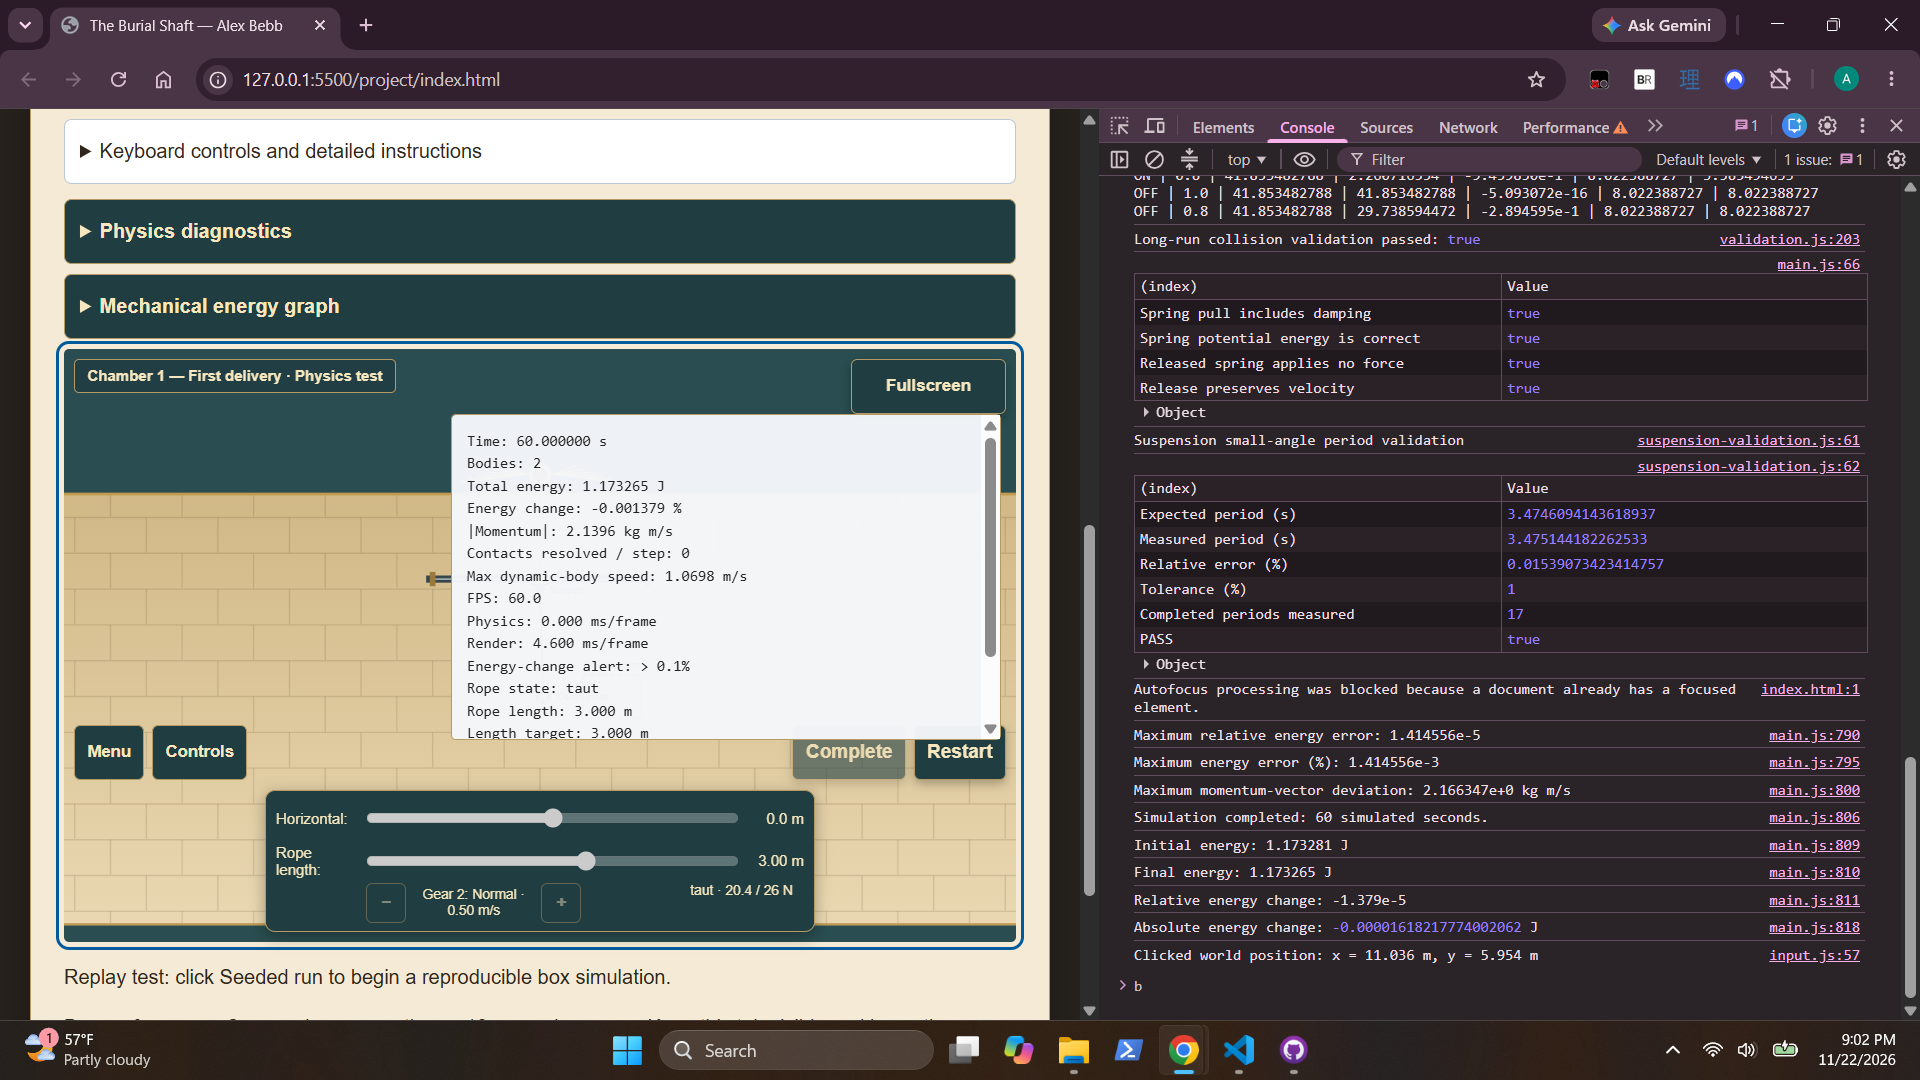 The Burial Shaft — Alex Bebb
Ask Gemini
127.0.0.1:5500/project/index.html
BR
A
Keyboard controls and detailed instructions
Physics diagnostics
Mechanical energy graph
Chamber 1 — First delivery · Physics test
Fullscreen
Time: 60.000000 s
Bodies: 2
Total energy: 1.173265 J
Energy change: -0.001379 %
|Momentum|: 2.1396 kg m/s
Contacts resolved / step: 0
Max dynamic-body speed: 1.0698 m/s
FPS: 60.0
Physics: 0.000 ms/frame
Render: 4.600 ms/frame
Energy-change alert: > 0.1%
Rope state: taut
Rope length: 3.000 m
Length target: 3.000 m
Menu
Controls
Complete
Restart
Horizontal:
0.0 m
Rope length:
3.00 m
−
Gear 2: Normal ·
0.50 m/s
+
taut · 20.4 / 26 N
Replay test: click Seeded run to begin a reproducible box simulation.
Elements Console Sources Network Performance
1
top
Filter
Default levels
1 issue: 1
OFF | 1.0 | 41.853482788 | 41.853482788 | -5.093072e-16 | 8.022388727 | 8.022388727
OFF | 0.8 | 41.853482788 | 29.738594472 | -2.894595e-1 | 8.022388727 | 8.022388727
Long-run collision validation passed: true validation.js:203
main.js:66
(index) Value
Spring pull includes damping true
Spring potential energy is correct true
Released spring applies no force true
Release preserves velocity true
Object
Suspension small-angle period validation suspension-validation.js:61
suspension-validation.js:62
(index) Value
Expected period (s) 3.4746094143618937
Measured period (s) 3.475144182262533
Relative error (%) 0.01539073423414757
Tolerance (%) 1
Completed periods measured 17
PASS true
Object
Autofocus processing was blocked because a document already has a focused index.html:1
element.
Maximum relative energy error: 1.414556e-5 main.js:790
Maximum energy error (%): 1.414556e-3 main.js:795
Maximum momentum-vector deviation: 2.166347e+0 kg m/s main.js:800
Simulation completed: 60 simulated seconds. main.js:806
Initial energy: 1.173281 J main.js:809
Final energy: 1.173265 J main.js:810
Relative energy change: -1.379e-5 main.js:811
Absolute energy change: -0.00001618217774002062 J main.js:818
Clicked world position: x = 11.036 m, y = 5.954 m input.js:57
b
1
57°F
Partly cloudy
Search
9:02 PM
11/22/2026